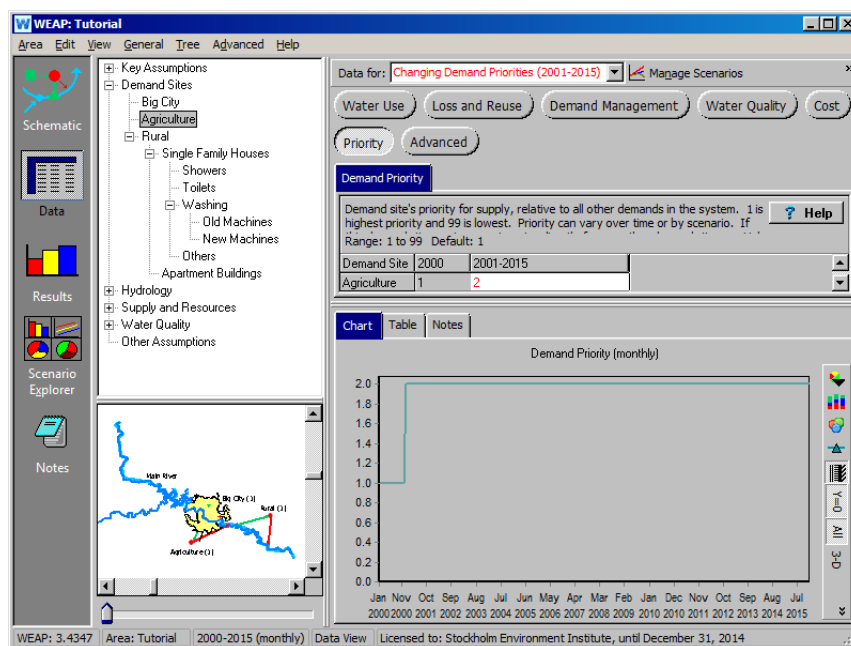 WEAP: Tutorial
Area Edit View General Tree Advanced Help
Schematic
Data
Results
Scenario
Explorer
Notes
Key Assumptions
Demand Sites
Big City
Agriculture
Rural
Single Family Houses
Showers
Toilets
Washing
Old Machines
New Machines
Others
Apartment Buildings
Hydrology
Supply and Resources
Water Quality
Other Assumptions
Main River
Big City (1)
Rural (1)
Agriculture (1)
Data for: Changing Demand Priorities (2001-2015) Manage Scenarios
Water Use Loss and Reuse Demand Management Water Quality Cost
Priority Advanced
Demand Priority
Demand site's priority for supply, relative to all other demands in the system. 1 is
highest priority and 99 is lowest. Priority can vary over time or by scenario. If
Range: 1 to 99 Default: 1
? Help
Demand Site 2000 2001-2015
Agriculture 1 2
Chart Table Notes
Demand Priority (monthly)
2.0
1.8
1.6
1.4
1.2
1.0
0.8
0.6
0.4
0.2
0.0
Jan Nov Oct Sep Aug Jul Jun May Apr Mar Feb Jan Dec Nov Oct Sep Aug Jul
2000 2000 2001 2002 2003 2004 2005 2006 2007 2008 2009 2010 2010 2011 2012 2013 2014 2015
Y=0
All
3-D
WEAP: 3.4347 Area: Tutorial 2000-2015 (monthly) Data View Licensed to: Stockholm Environment Institute, until December 31, 2014